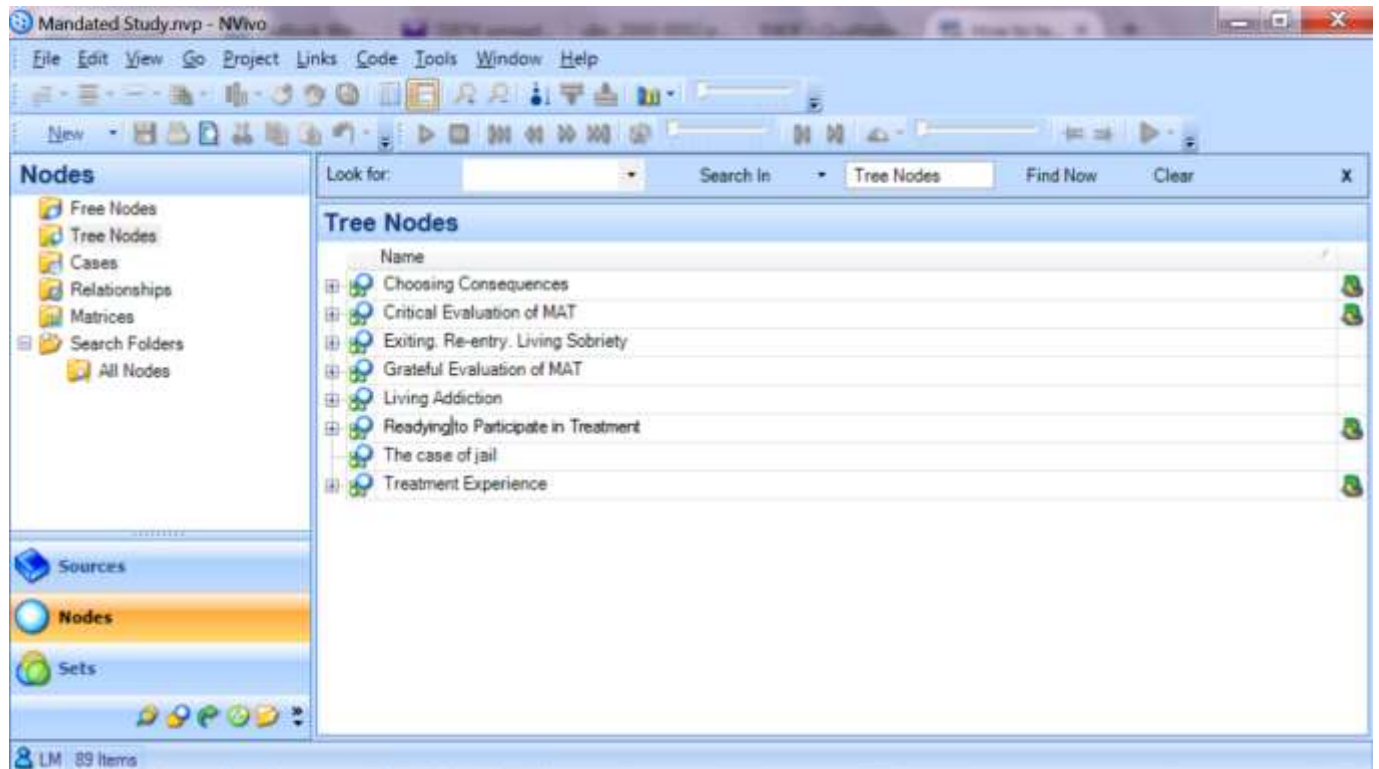 Mandated Study.nvp - NVivo
File Edit View Go Project Links Code Tools Window Help
New
Nodes
Free Nodes
Tree Nodes
Cases
Relationships
Matrices
Search Folders
All Nodes
Sources
Nodes
Sets
Look for: Search In Tree Nodes Find Now Clear x
Tree Nodes
Name
Choosing Consequences
Critical Evaluation of MAT
Exiting. Re-entry. Living Sobriety
Grateful Evaluation of MAT
Living Addiction
Readying to Participate in Treatment
The case of jail
Treatment Experience
LM 89 Items